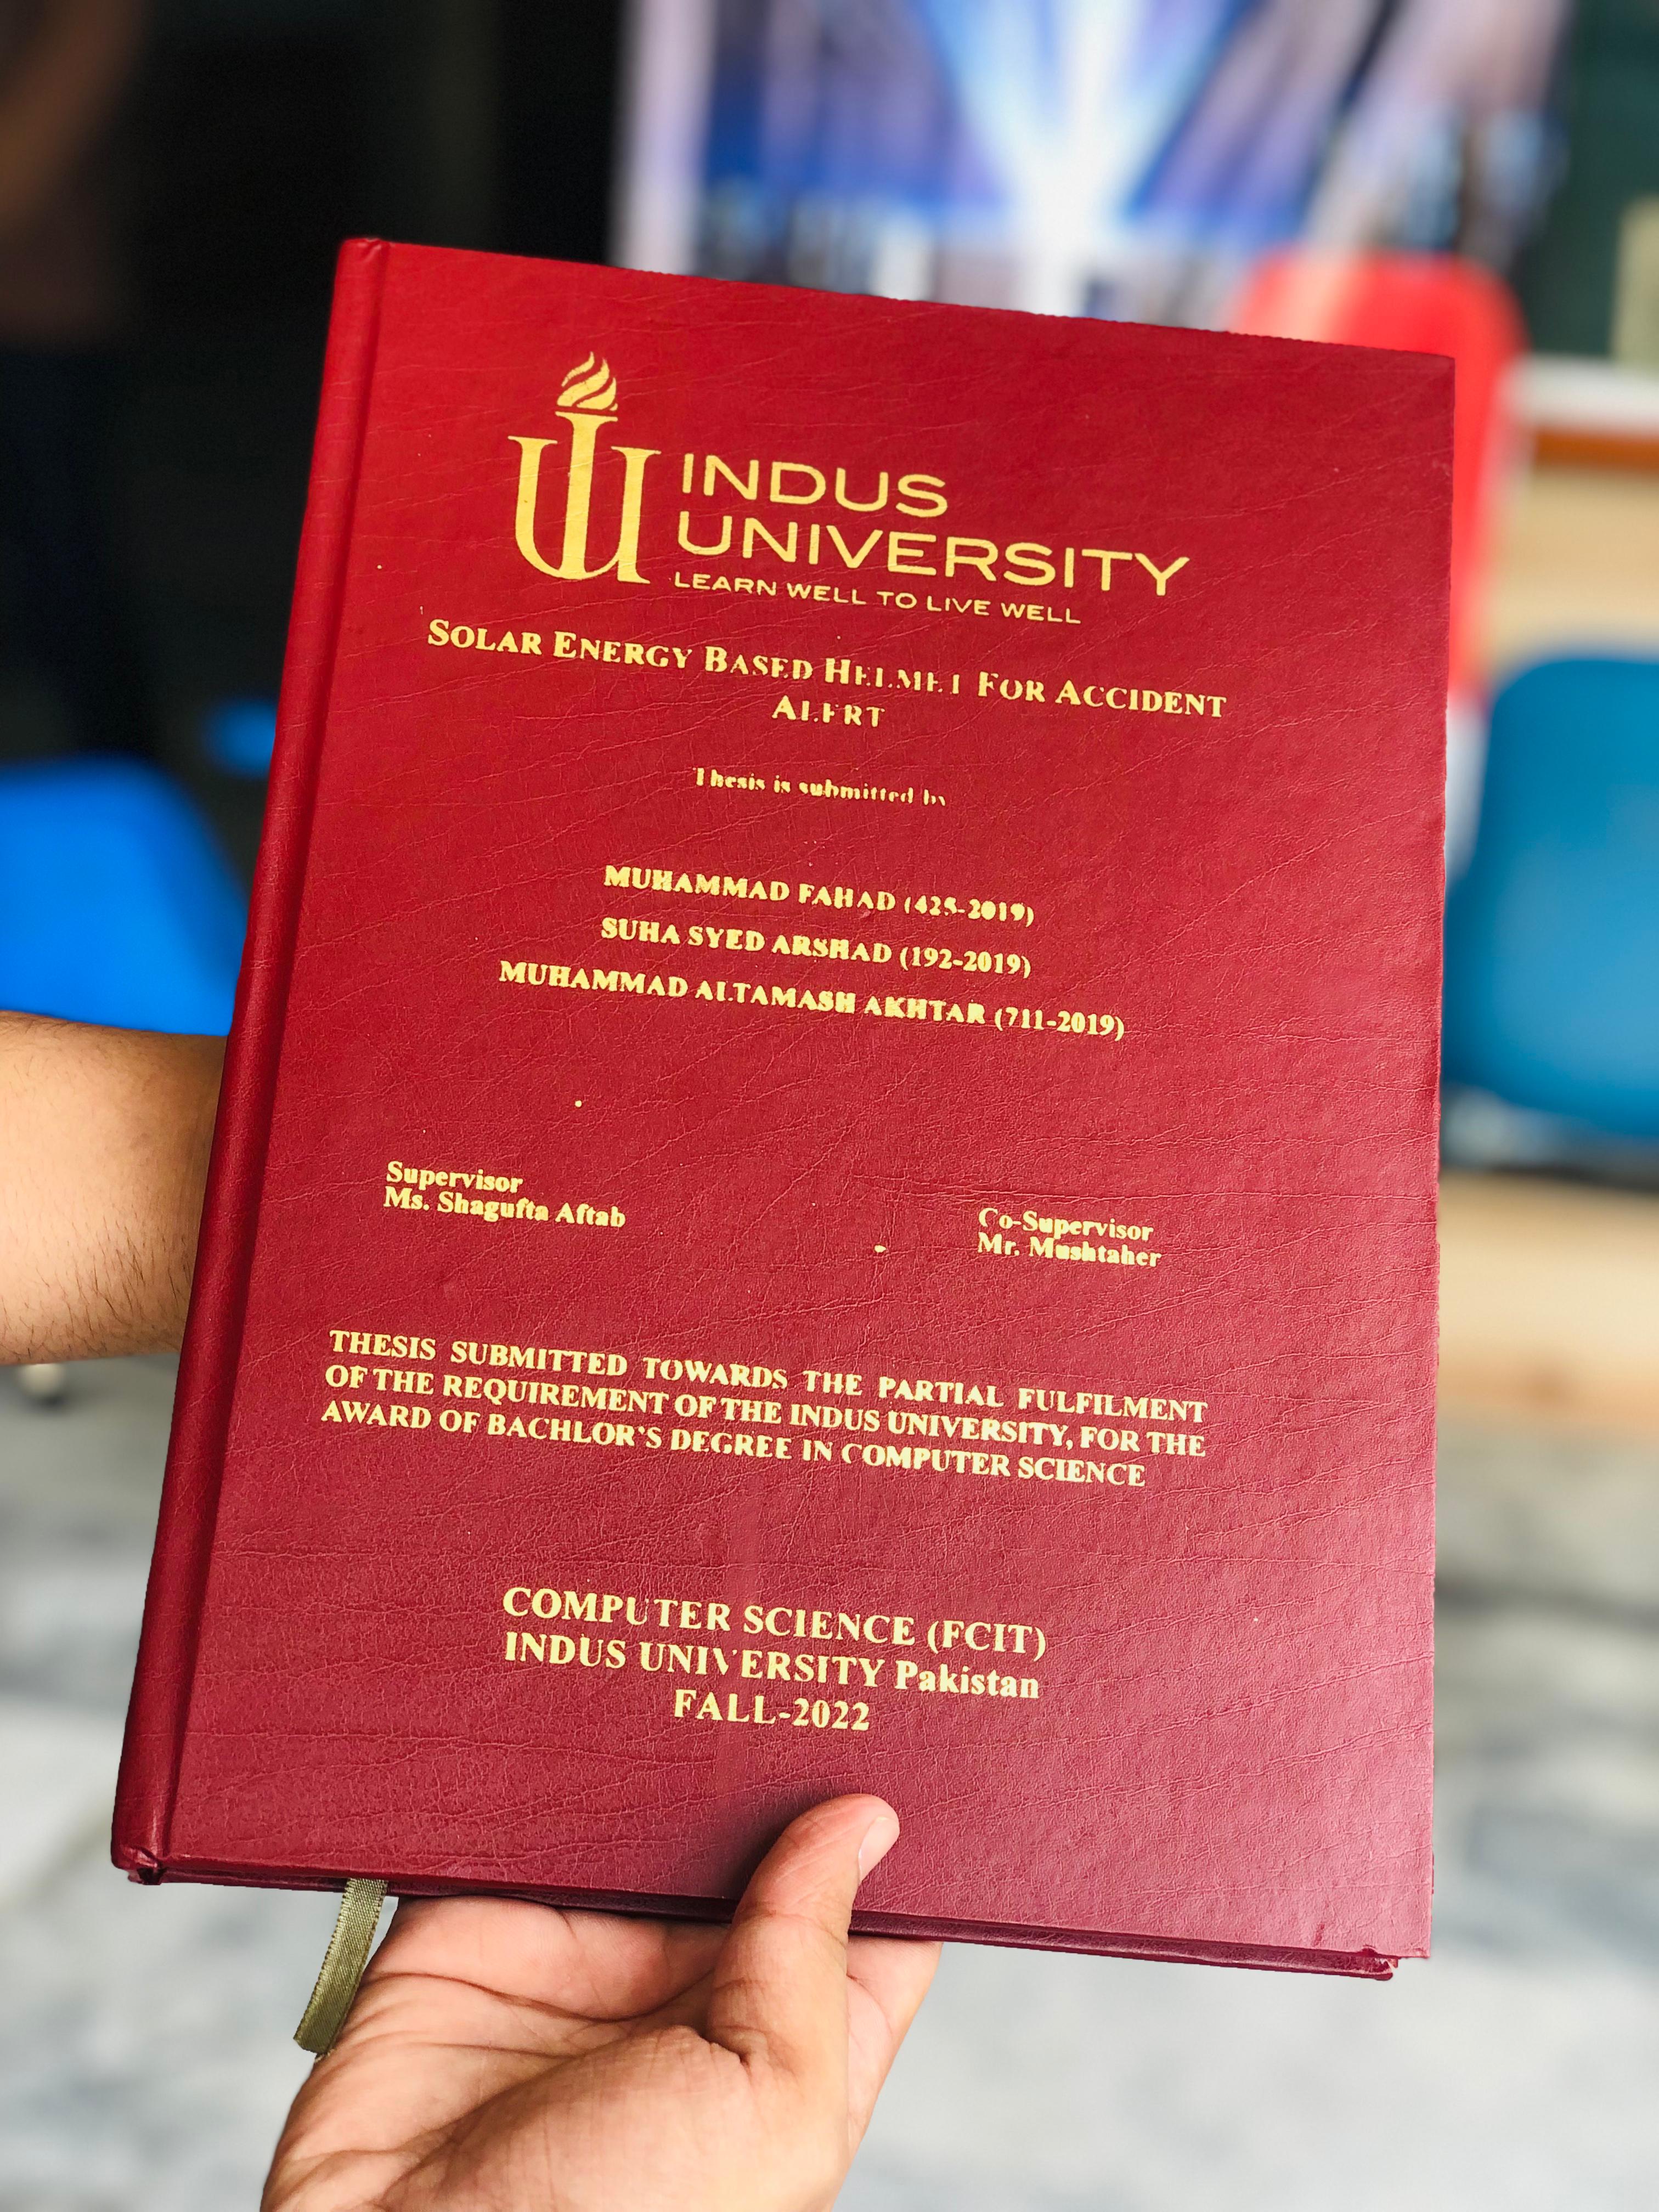 INDUS
UNIVERSITY
LEARN WELL TO LIVE WELL
SOLAR ENERGY BASED HELMET FOR ACCIDENT
ALERT
Thesis is submitted by
MUHAMMAD FAHAD (425-2019)
SUHA SYED ARSHAD (192-2019)
MUHAMMAD ALTAMASH AKHTAR (711-2019)
Supervisor
Ms. Shagufta Aftab
Co-Supervisor
Mr. Mushtaher
THESIS SUBMITTED TOWARDS THE PARTIAL FULFILMENT
OF THE REQUIREMENT OF THE INDUS UNIVERSITY, FOR THE
AWARD OF BACHLOR'S DEGREE IN COMPUTER SCIENCE
COMPUTER SCIENCE (FCIT)
INDUS UNIVERSITY Pakistan
FALL-2022